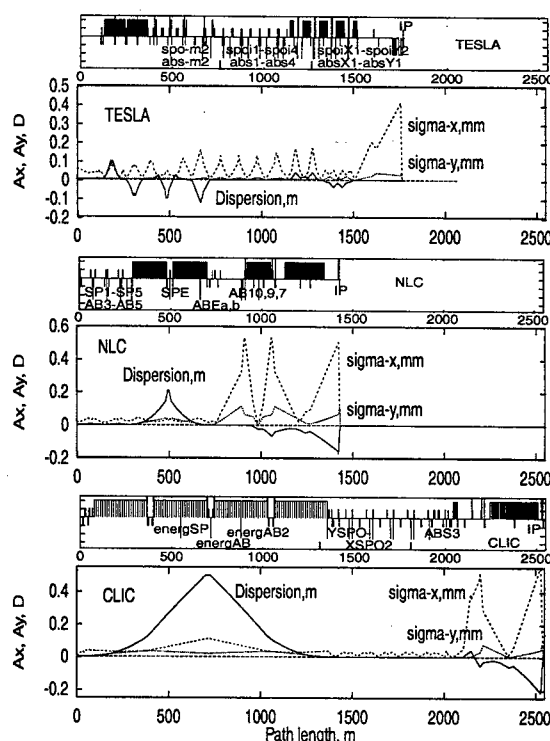 IP
spo-m2 spoi1-spoi4 spoiX1-spoiY2 TESLA
abs-m2 abs1-abs4 absX1-absY1
0 500 1000 1500 2000 2500
0.5
0.4
0.3
0.2
0.1
0
-0.1
-0.2
Ax, Ay, D
TESLA
sigma-x,mm
sigma-y,mm
Dispersion,m
0 500 1000 1500 2000 2500
SP1-SP5 SPE AB10,9,7 IP NLC
AB3-AB5 ABEa,b
0 500 1000 1500 2000 2500
0.6
0.4
0.2
0
-0.2
Ax, Ay, D
NLC
Dispersion,m
sigma-x,mm
sigma-y,mm
0 500 1000 1500 2000 2500
energSP energAB2 YSPO- ABS3 IP
energAB XSPO2 CLIC
0 500 1000 1500 2000 2500
0.4
0.2
0
-0.2
Ax, Ay, D
CLIC
Dispersion,m
sigma-x,mm
sigma-y,mm
0 500 1000 1500 2000 2500
Path length, m